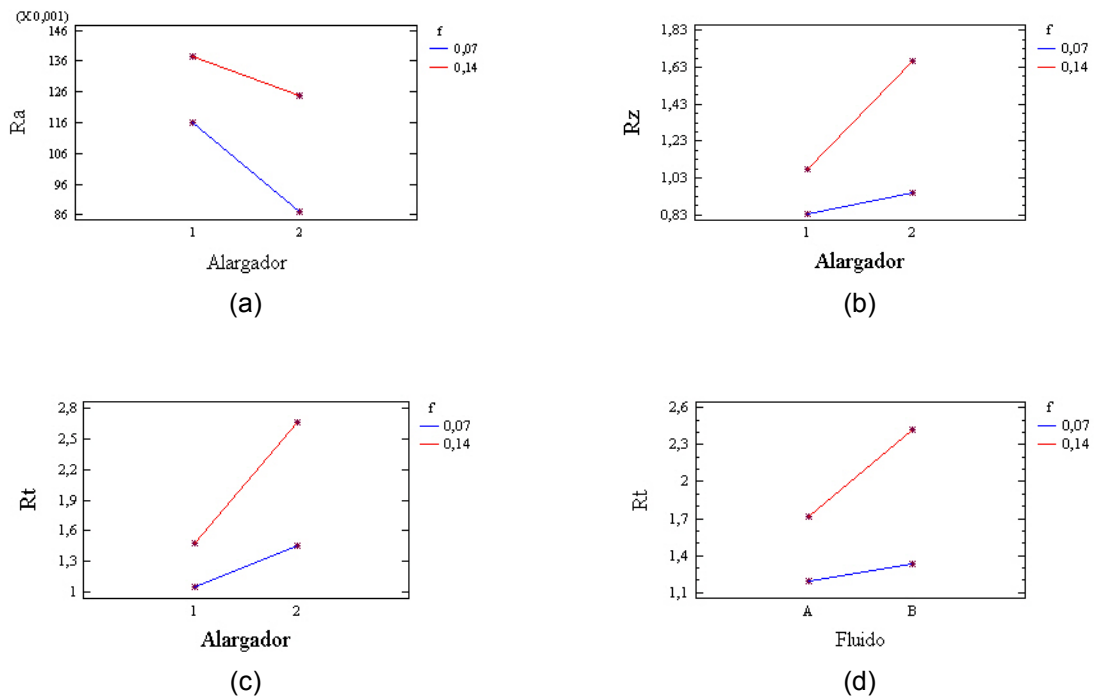 (X 0,001)
146
136
126
116
106
96
86
Ra
1 2
Alargador
f
0,07
0,14
(a)
1,83
1,63
1,43
1,23
1,03
0,83
Rz
1 2
Alargador
f
0,07
0,14
(b)
2,8
2,5
2,2
1,9
1,6
1,3
1
Rt
1 2
Alargador
f
0,07
0,14
(c)
2,6
2,3
2
1,7
1,4
1,1
Rt
A B
Fluido
f
0,07
0,14
(d)